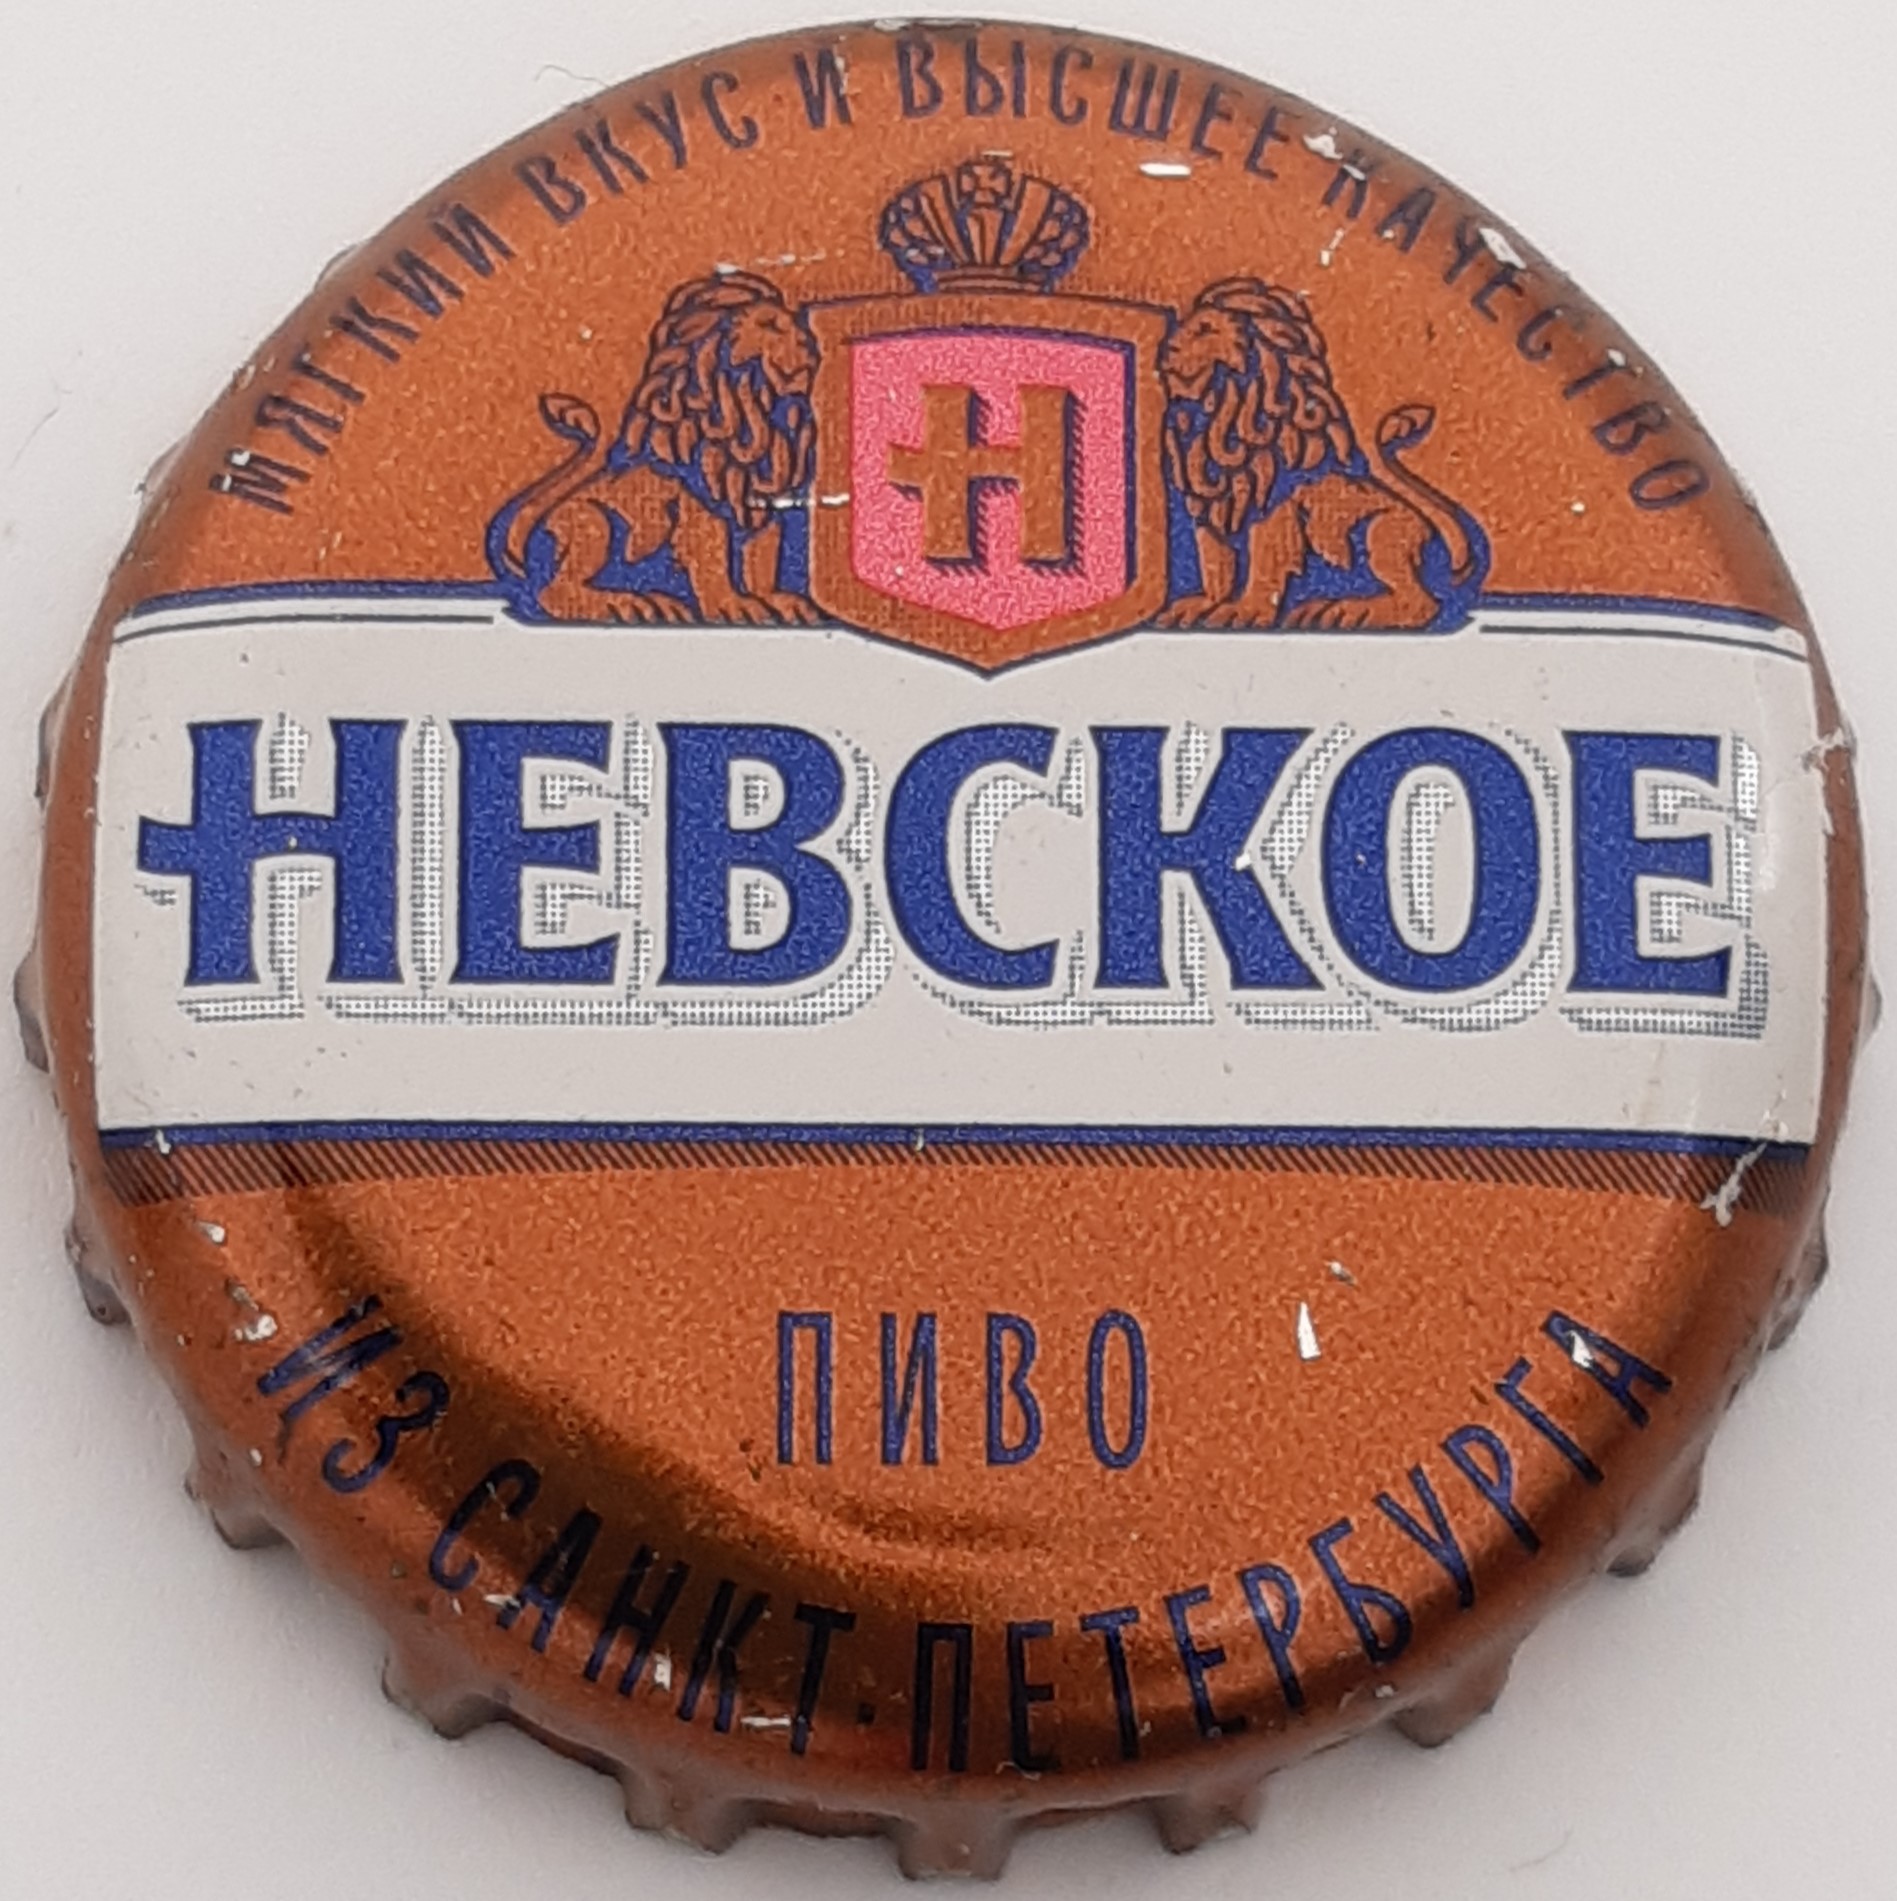 МЯГКИЙ ВКУС И ВЫСШЕЕ КАЧЕСТВО
Н
НЕВСКОЕ
ПИВО
ИЗ САНКТ-ПЕТЕРБУРГА